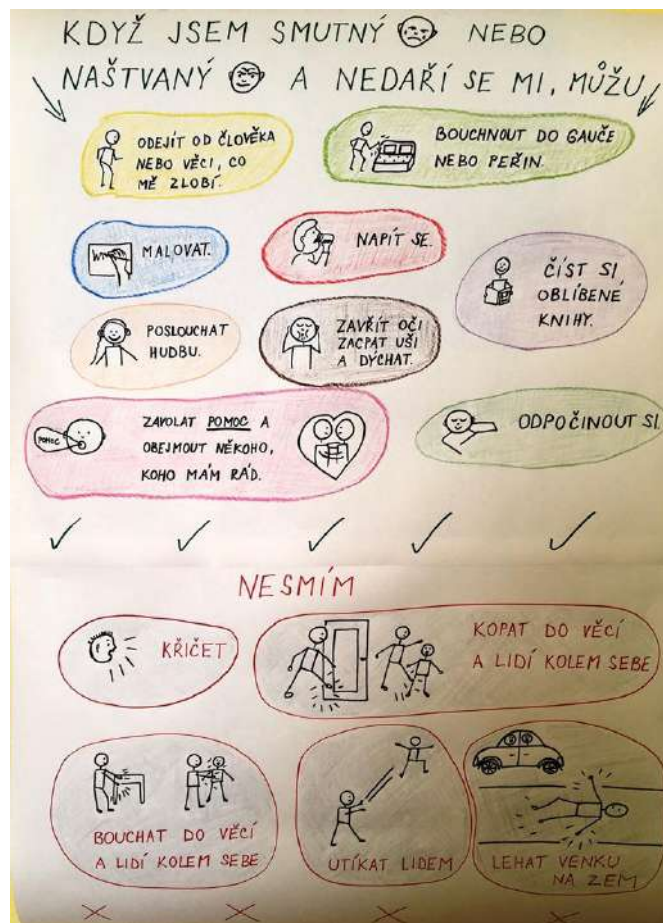 KDYŽ JSEM SMUTNÝ NEBO
NAŠTVANÝ A NEDAŘÍ SE MI, MŮŽU
ODEJÍT OD ČLOVĚKA
NEBO VĚCI, CO
MĚ ZLOBÍ.
BOUCHNOUT DO GAUČE
NEBO PEŘIN.
MALOVAT.
NAPÍT SE.
ČÍST SI
OBLÍBENÉ
KNIHY.
POSLOUCHAT
HUDBU.
ZAVŘÍT OČI
ZACPAT UŠI
A DÝCHAT.
POMOC
ZAVOLAT POMOC A
OBEJMOUT NĚKOHO,
KOHO MÁM RÁD.
ODPOČINOUT SI.
NESMÍM
KŘIČET
KOPAT DO VĚCÍ
A LIDÍ KOLEM SEBE
BOUCHAT DO VĚCÍ
A LIDÍ KOLEM SEBE
UTÍKAT LIDEM
LEHAT VENKU
NA ZEM